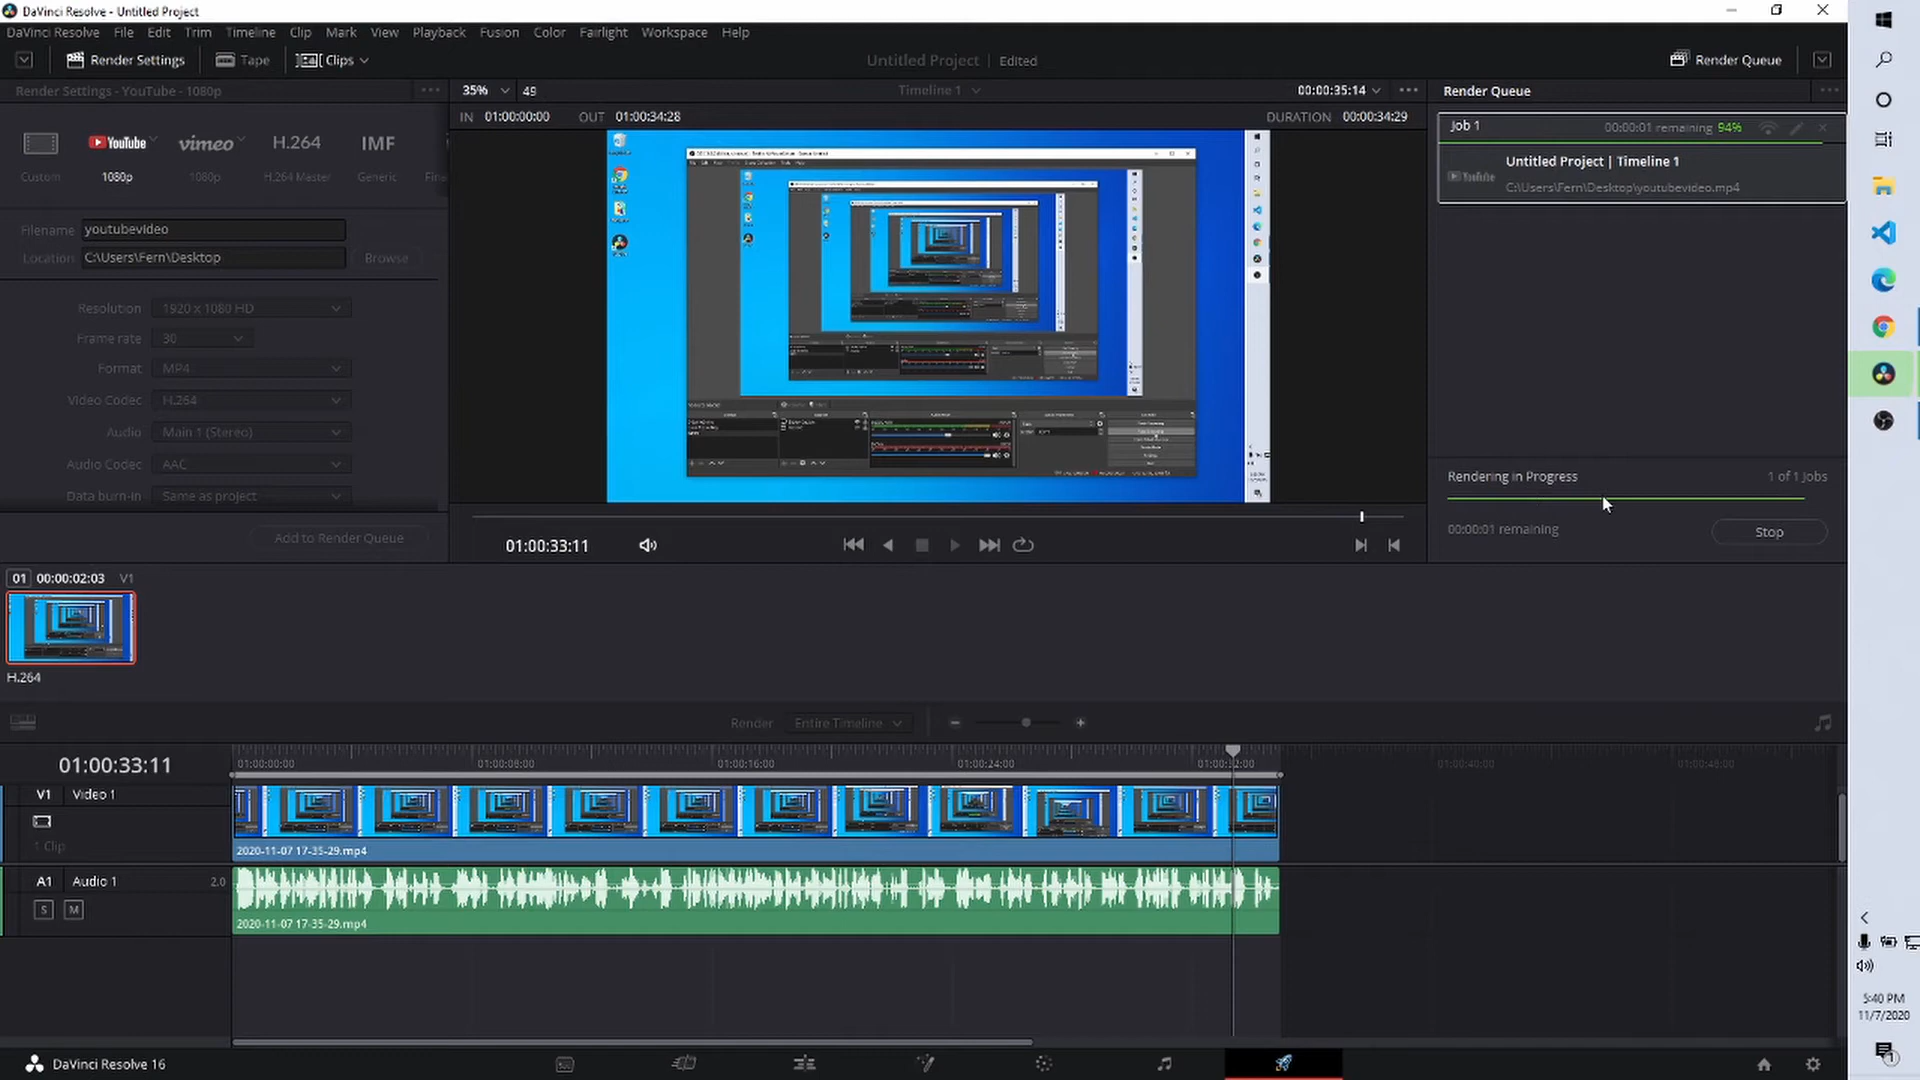 DaVinci Resolve - Untitled Project
DaVinci Resolve File Edit Trim Timeline Clip Mark View Playback Fusion Color Fairlight Workspace Help
Render Settings Tape Clips Untitled Project Edited Render Queue
Render Settings - YouTube - 1080p 35% 49 Timeline 1 00:00:35:14 Render Queue
IN 01:00:00:00 OUT 01:00:34:28 DURATION 00:00:34:29
Job 1 00:00:01 remaining 94%
YouTube vimeo H.264 IMF
Custom 1080p 1080p H.264 Master Generic Fina
Untitled Project | Timeline 1
YouTube C:\Users\Fern\Desktop\youtubevideo.mp4
Filename youtubevideo
Location C:\Users\Fern\Desktop Browse
Resolution 1920 x 1080 HD
Frame rate 30
Format MP4
Video Codec H.264
Audio Main 1 (Stereo)
Audio Codec AAC
Data burn-in Same as project
Add to Render Queue
Rendering in Progress 1 of 1 Jobs
00:00:01 remaining Stop
01:00:33:11
01 00:00:02:03 V1
H.264
Render Entire Timeline
01:00:33:11 01:00:00:00 01:00:08:00 01:00:16:00 01:00:24:00 01:00:32:00 01:00:40:00 01:00:48:00
V1 Video 1
1 Clip
2020-11-07 17-35-29.mp4
A1 Audio 1 2.0
S M
2020-11-07 17-35-29.mp4
5:40 PM
11/7/2020
DaVinci Resolve 16
1